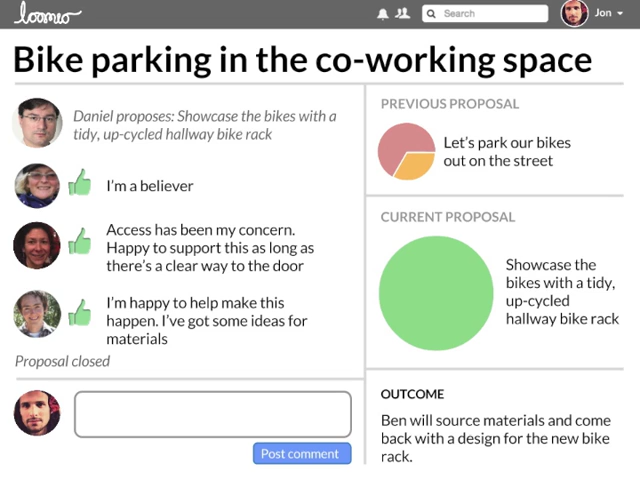 loomio
Search
Jon
Bike parking in the co-working space
Daniel proposes: Showcase the bikes with a
tidy, up-cycled hallway bike rack
I'm a believer
Access has been my concern.
Happy to support this as long as
there's a clear way to the door
I'm happy to help make this
happen. I've got some ideas for
materials
Proposal closed
Post comment
PREVIOUS PROPOSAL
Let's park our bikes
out on the street
CURRENT PROPOSAL
Showcase the
bikes with a tidy,
up-cycled
hallway bike rack
OUTCOME
Ben will source materials and come
back with a design for the new bike
rack.